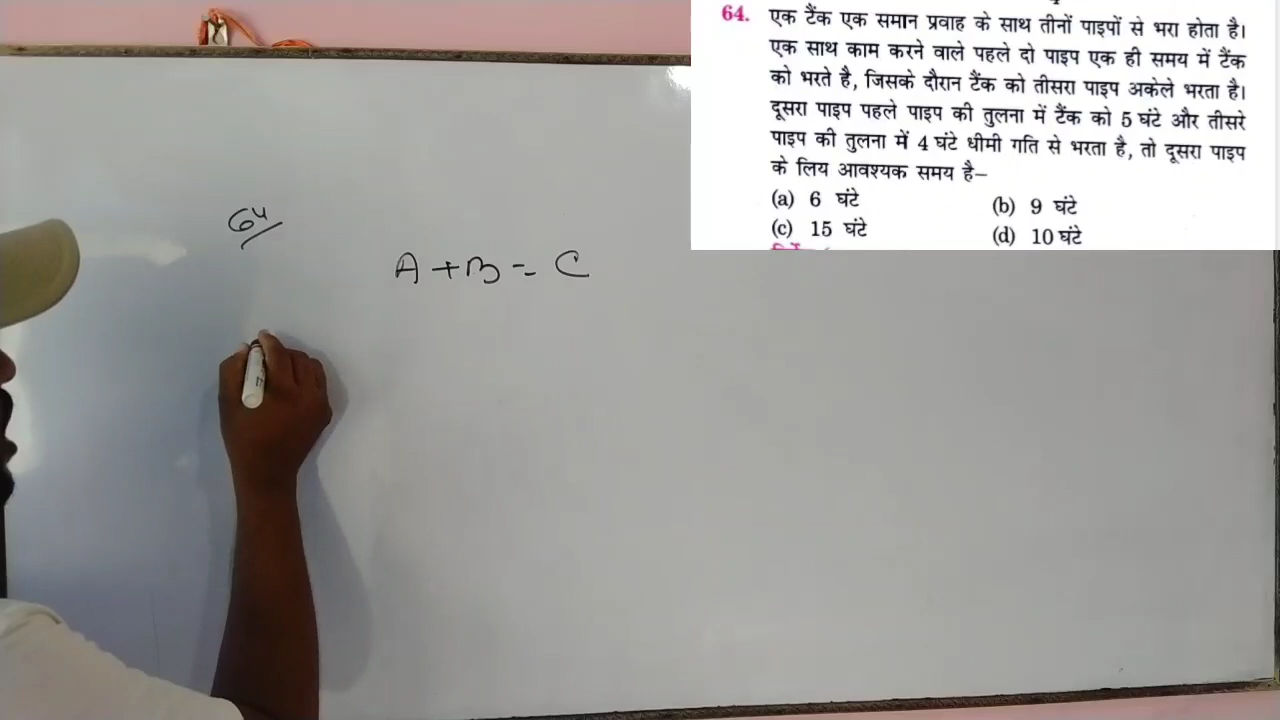 64. एक टैंक एक समान प्रवाह के साथ तीनों पाइपों से भरा होता है।
एक साथ काम करने वाले पहले दो पाइप एक ही समय में टैंक
को भरते है, जिसके दौरान टैंक को तीसरा पाइप अकेले भरता है।
दूसरा पाइप पहले पाइप की तुलना में टैंक को 5 घंटे और तीसरे
पाइप की तुलना में 4 घंटे धीमी गति से भरता है, तो दूसरा पाइप
के लिय आवश्यक समय है–
(a) 6 घंटे (b) 9 घंटे
(c) 15 घंटे (d) 10 घंटे
64
A + B = C